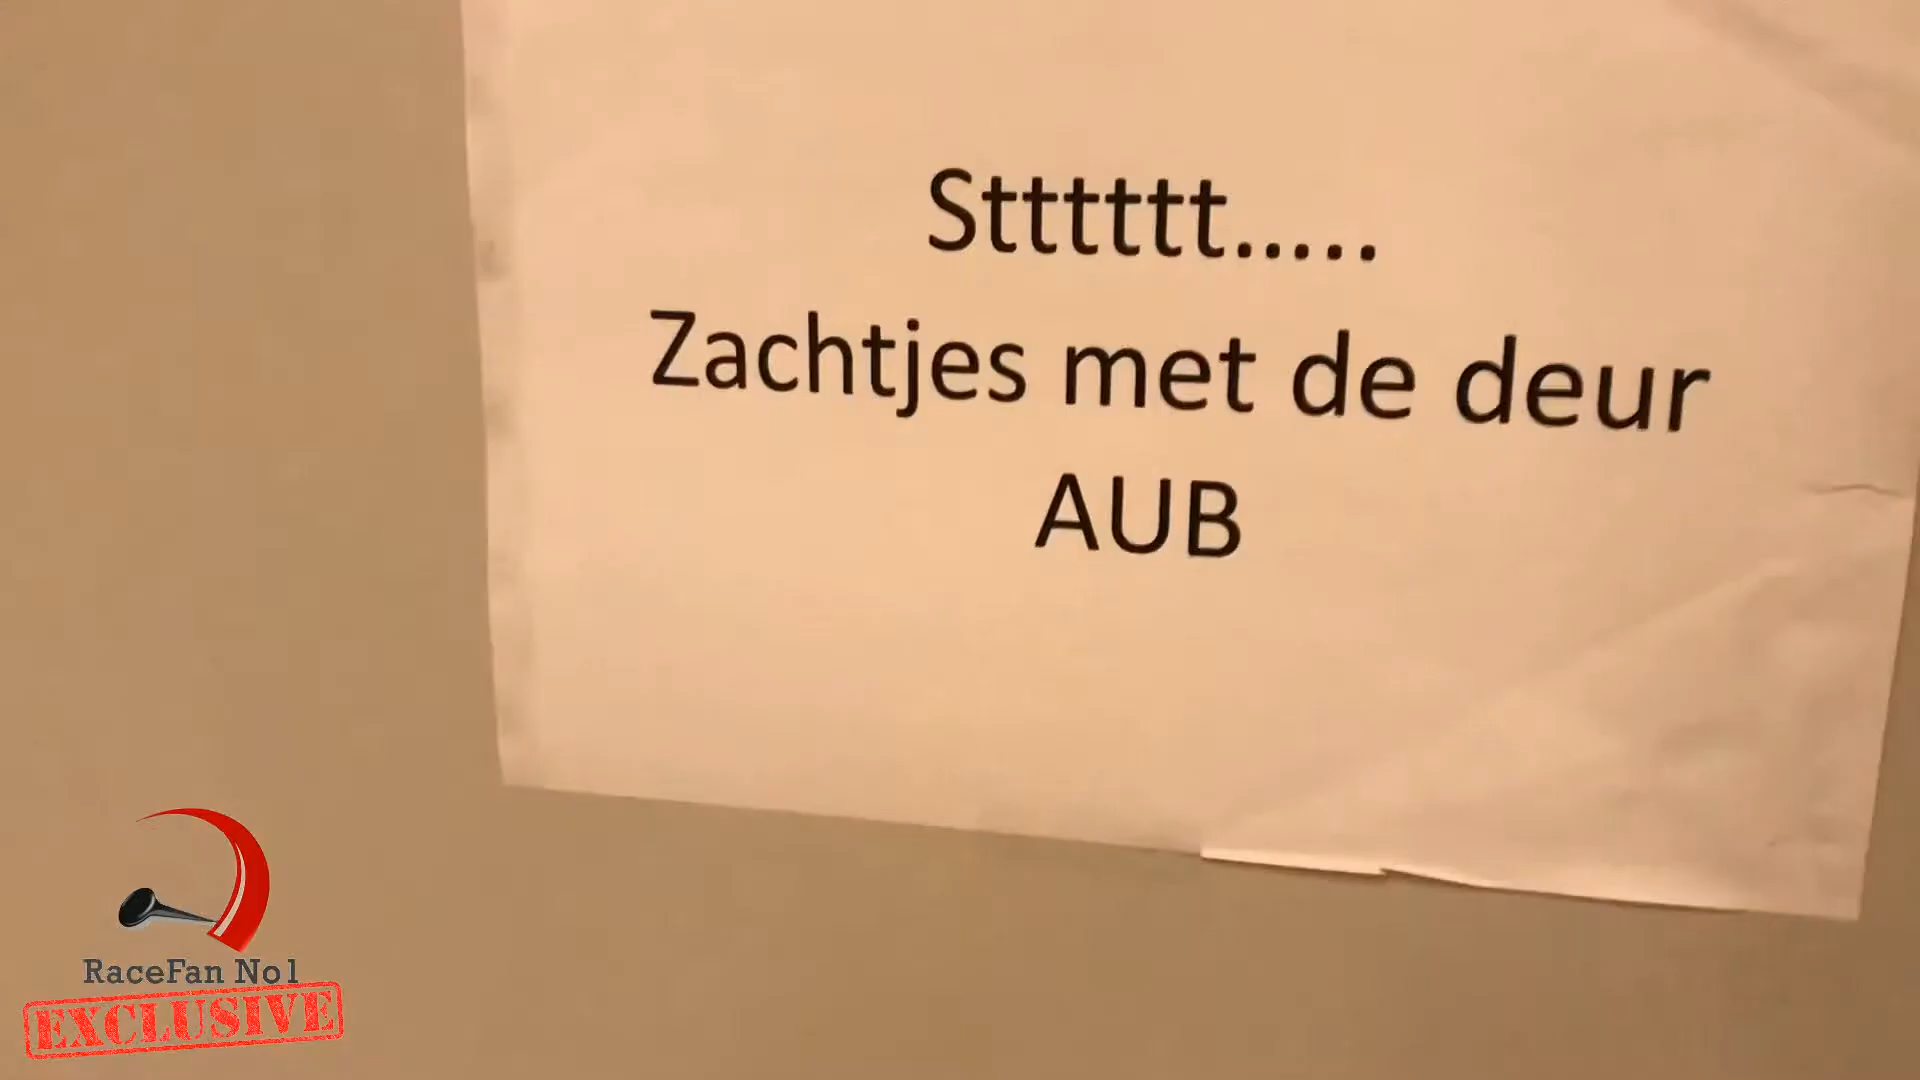 Stttttt.....
Zachtjes met de deur
AUB
RaceFan No1
EXCLUSIVE